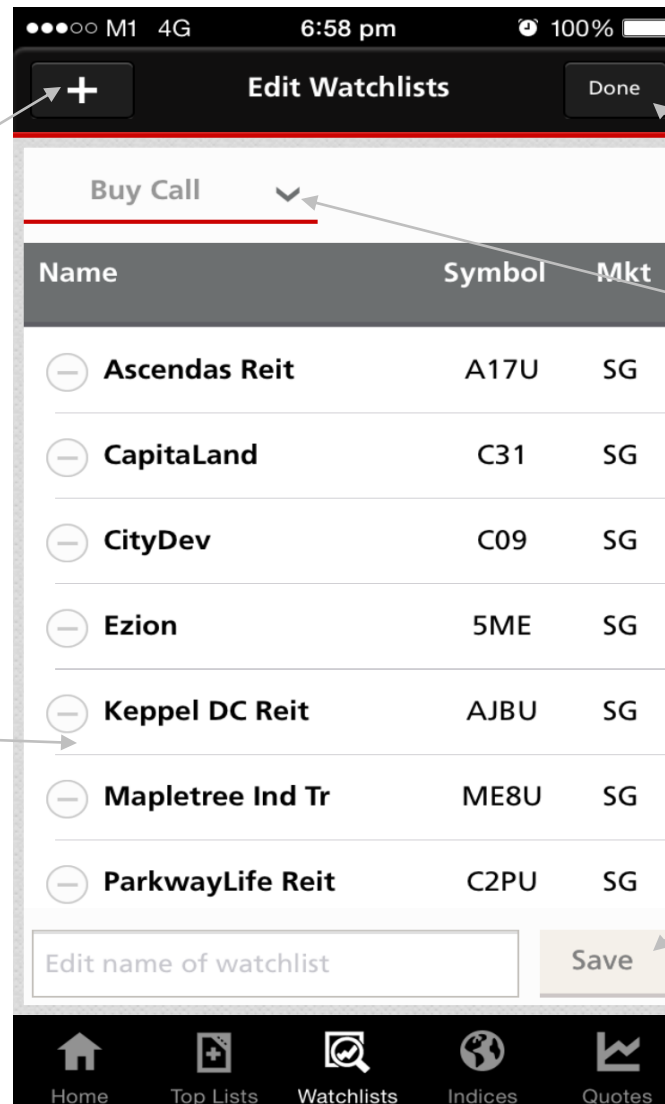 M1 4G 6:58 pm 100%
Edit Watchlists Done
Buy Call
Name Symbol Mkt
Ascendas Reit A17U SG
CapitaLand C31 SG
CityDev C09 SG
Ezion 5ME SG
Keppel DC Reit AJBU SG
Mapletree Ind Tr ME8U SG
ParkwayLife Reit C2PU SG
Edit name of watchlist Save
Home Top Lists Watchlists Indices Quotes